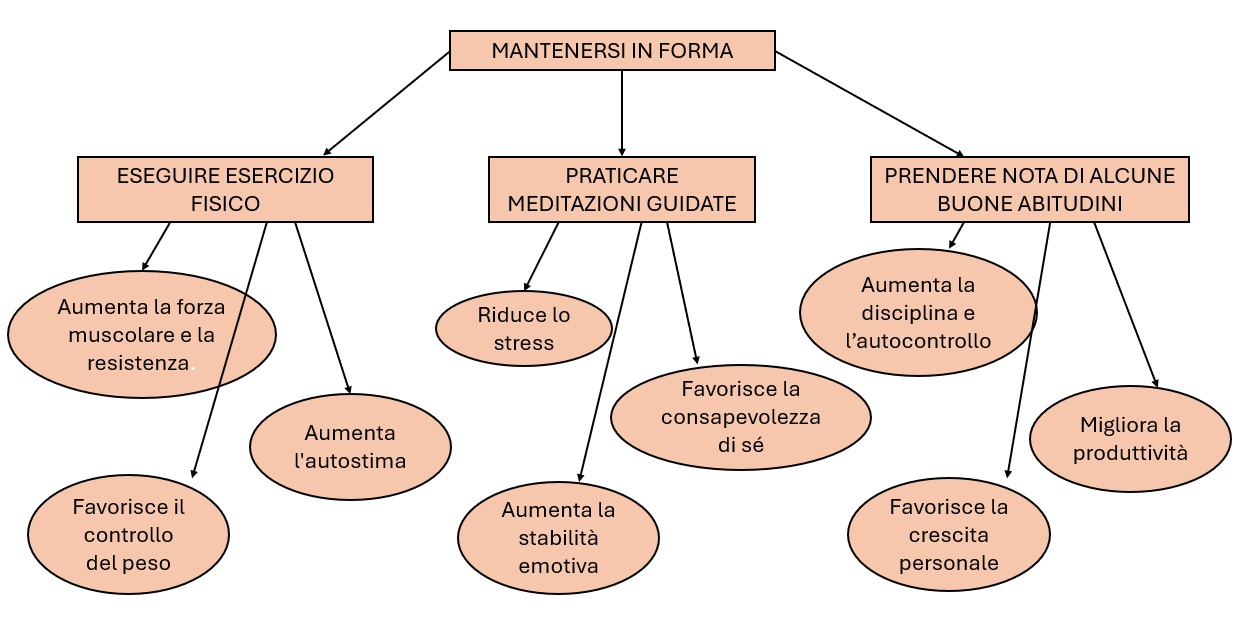 MANTENERSI IN FORMA
ESEGUIRE ESERCIZIO
FISICO
PRATICARE
MEDITAZIONI GUIDATE
PRENDERE NOTA DI ALCUNE
BUONE ABITUDINI
Aumenta la forza
muscolare e la
resistenza.
Favorisce il
controllo
del peso
Aumenta
l'autostima
Riduce lo
stress
Aumenta la
stabilità
emotiva
Favorisce la
consapevolezza
di sé
Aumenta la
disciplina e
l’autocontrollo
Favorisce la
crescita
personale
Migliora la
produttività